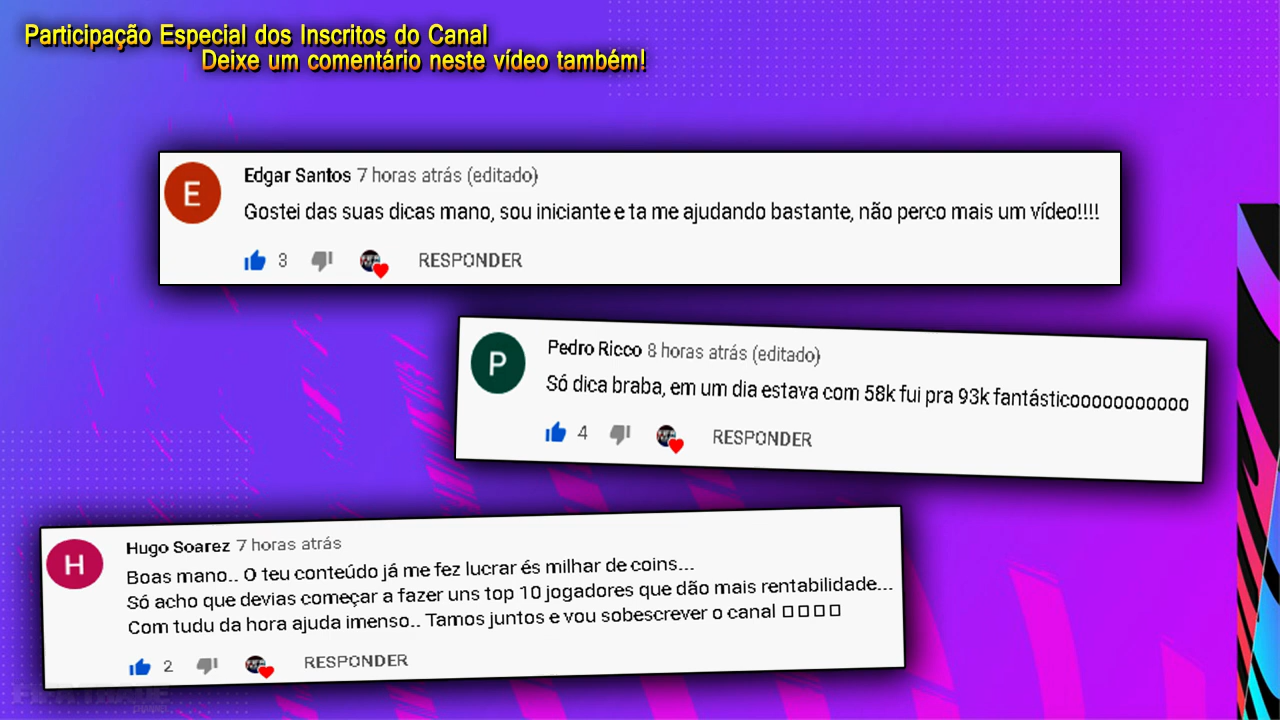 Participação Especial dos Inscritos do Canal
Deixe um comentário neste vídeo também!
E
Edgar Santos 7 horas atrás (editado)
Gostei das suas dicas mano, sou iniciante e ta me ajudando bastante, não perco mais um vídeo!!!!
3 RESPONDER
P
Pedro Ricco 8 horas atrás (editado)
Só dica braba, em um dia estava com 58k fui pra 93k fantásticooooooooooo
4 RESPONDER
H
Hugo Soarez 7 horas atrás
Boas mano.. O teu conteúdo já me fez lucrar és milhar de coins...
Só acho que devias começar a fazer uns top 10 jogadores que dão mais rentabilidade...
Com tudu da hora ajuda imenso.. Tamos juntos e vou sobescrever o canal □□□□
2 RESPONDER